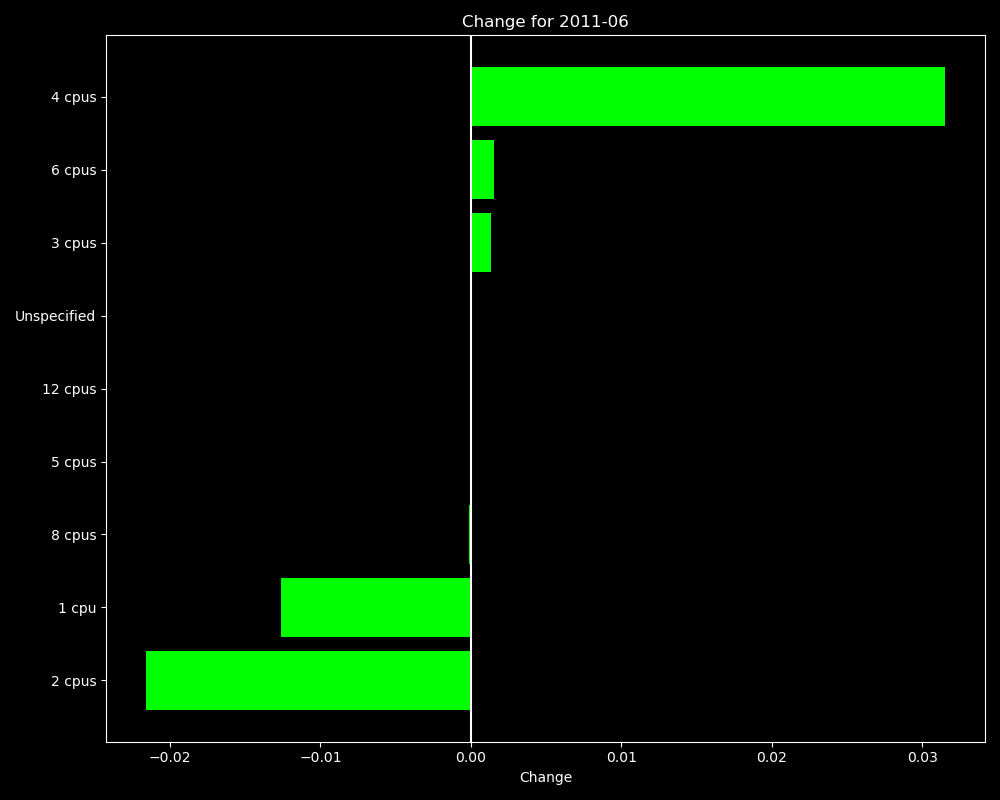 Change for 2011-06
4 cpus
6 cpus
3 cpus
Unspecified
12 cpus
5 cpus
8 cpus
1 cpu
2 cpus
−0.02 −0.01 0.00 0.01 0.02 0.03
Change